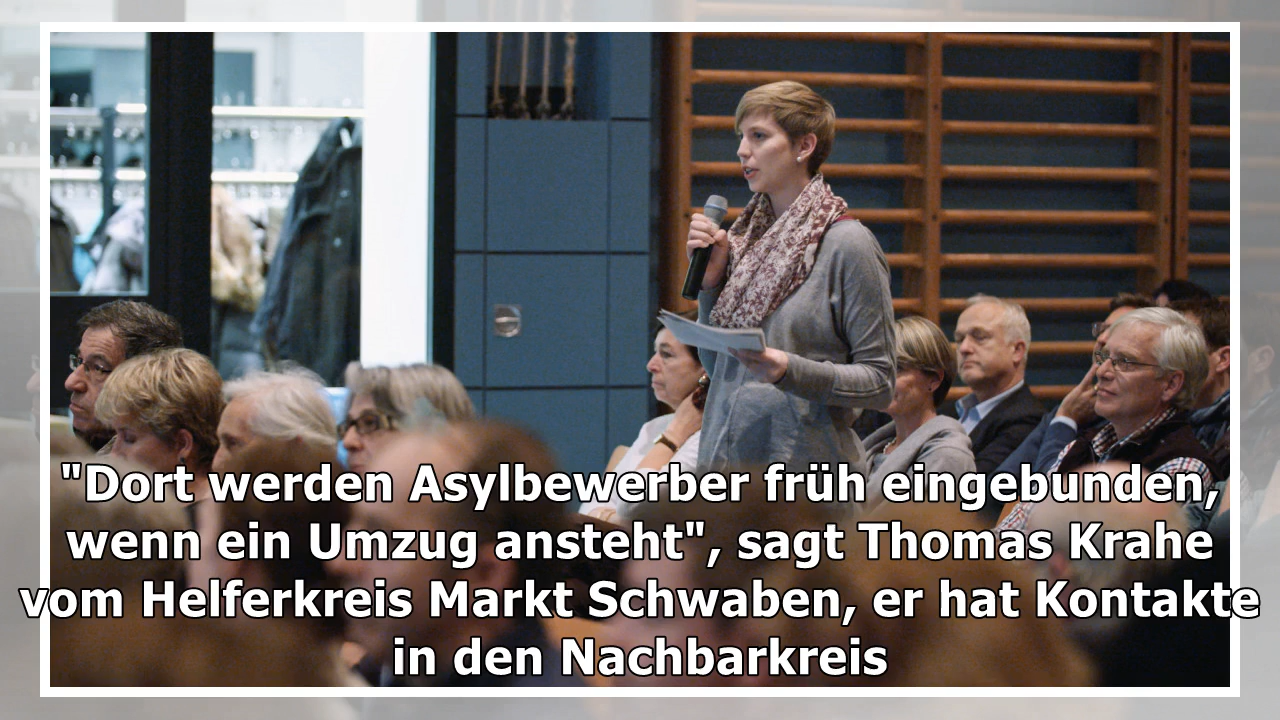 "Dort werden Asylbewerber früh eingebunden,
wenn ein Umzug ansteht", sagt Thomas Krahe
vom Helferkreis Markt Schwaben, er hat Kontakte
in den Nachbarkreis